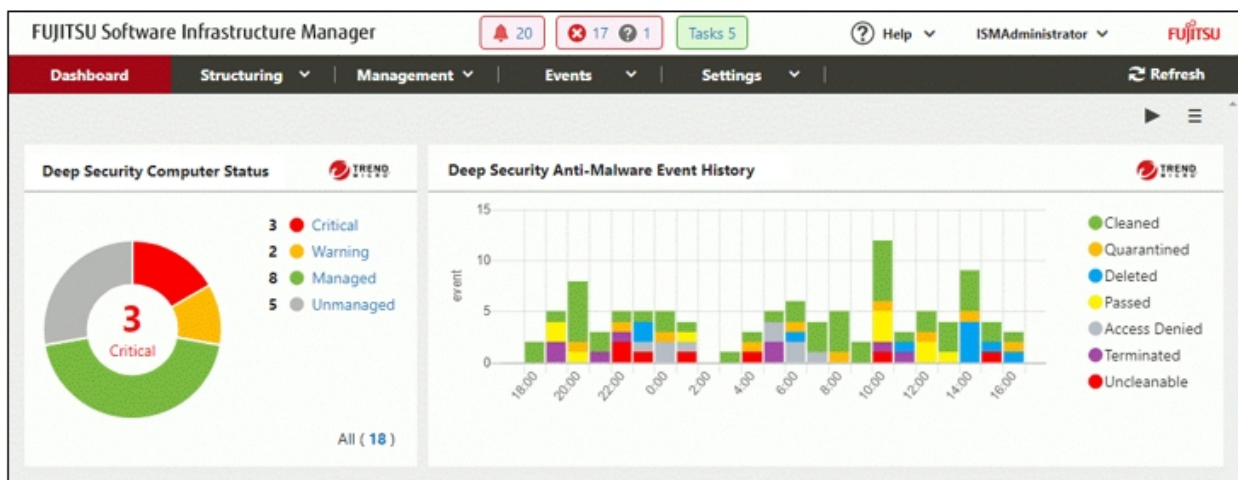 FUJITSU Software Infrastructure Manager 20 17 1 Tasks 5 Help ISMAdministrator FUJITSU
Dashboard Structuring Management Events Settings Refresh
Deep Security Computer Status TREND MICRO
3 Critical
2 Warning
8 Managed
5 Unmanaged
3
Critical
All ( 18 )
Deep Security Anti-Malware Event History TREND MICRO
15
10
5
0
event
18:00 20:00 22:00 0:00 2:00 4:00 6:00 8:00 10:00 12:00 14:00 16:00
Cleaned
Quarantined
Deleted
Passed
Access Denied
Terminated
Uncleanable